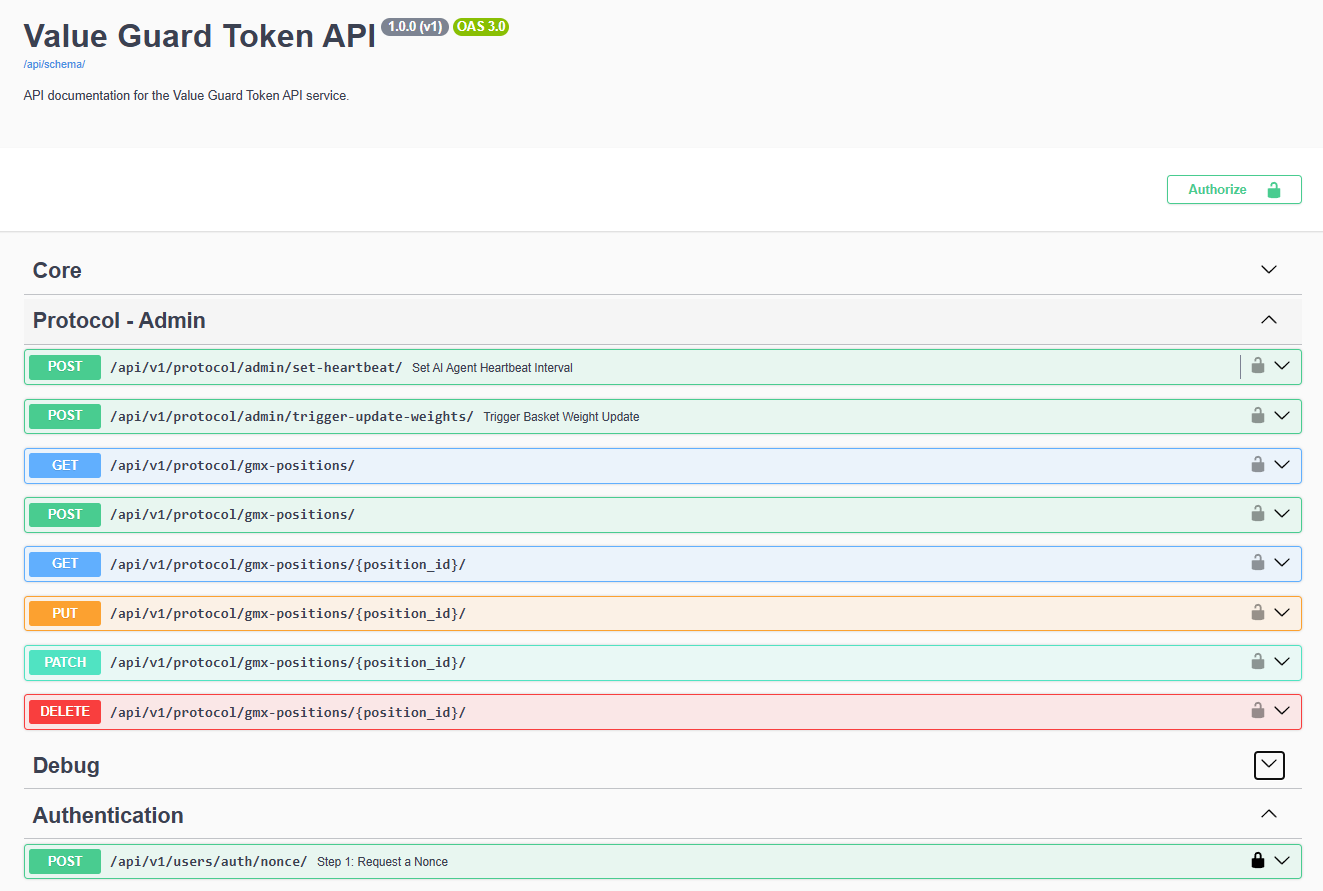 Value Guard Token API 1.0.0 (v1) OAS 3.0
/api/schema/
API documentation for the Value Guard Token API service.
Authorize
Core
Protocol - Admin
POST /api/v1/protocol/admin/set-heartbeat/ Set AI Agent Heartbeat Interval
POST /api/v1/protocol/admin/trigger-update-weights/ Trigger Basket Weight Update
GET /api/v1/protocol/gmx-positions/
POST /api/v1/protocol/gmx-positions/
GET /api/v1/protocol/gmx-positions/{position_id}/
PUT /api/v1/protocol/gmx-positions/{position_id}/
PATCH /api/v1/protocol/gmx-positions/{position_id}/
DELETE /api/v1/protocol/gmx-positions/{position_id}/
Debug
Authentication
POST /api/v1/users/auth/nonce/ Step 1: Request a Nonce